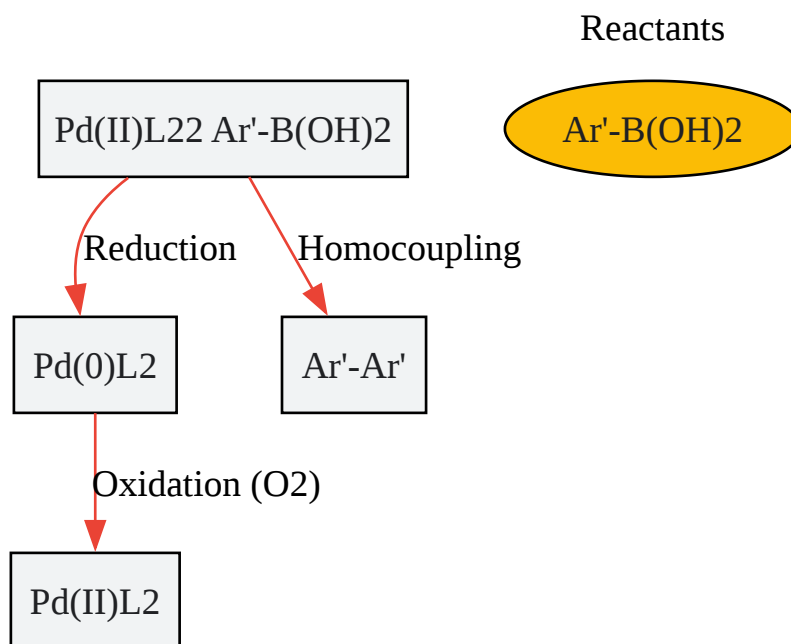 Reactants
Pd(II)L22 Ar'-B(OH)2
Ar'-B(OH)2
Reduction
Homocoupling
Pd(0)L2
Ar'-Ar'
Oxidation (O2)
Pd(II)L2